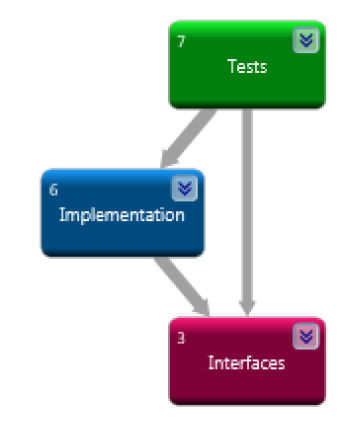 7
Tests
6
Implementation
3
Interfaces